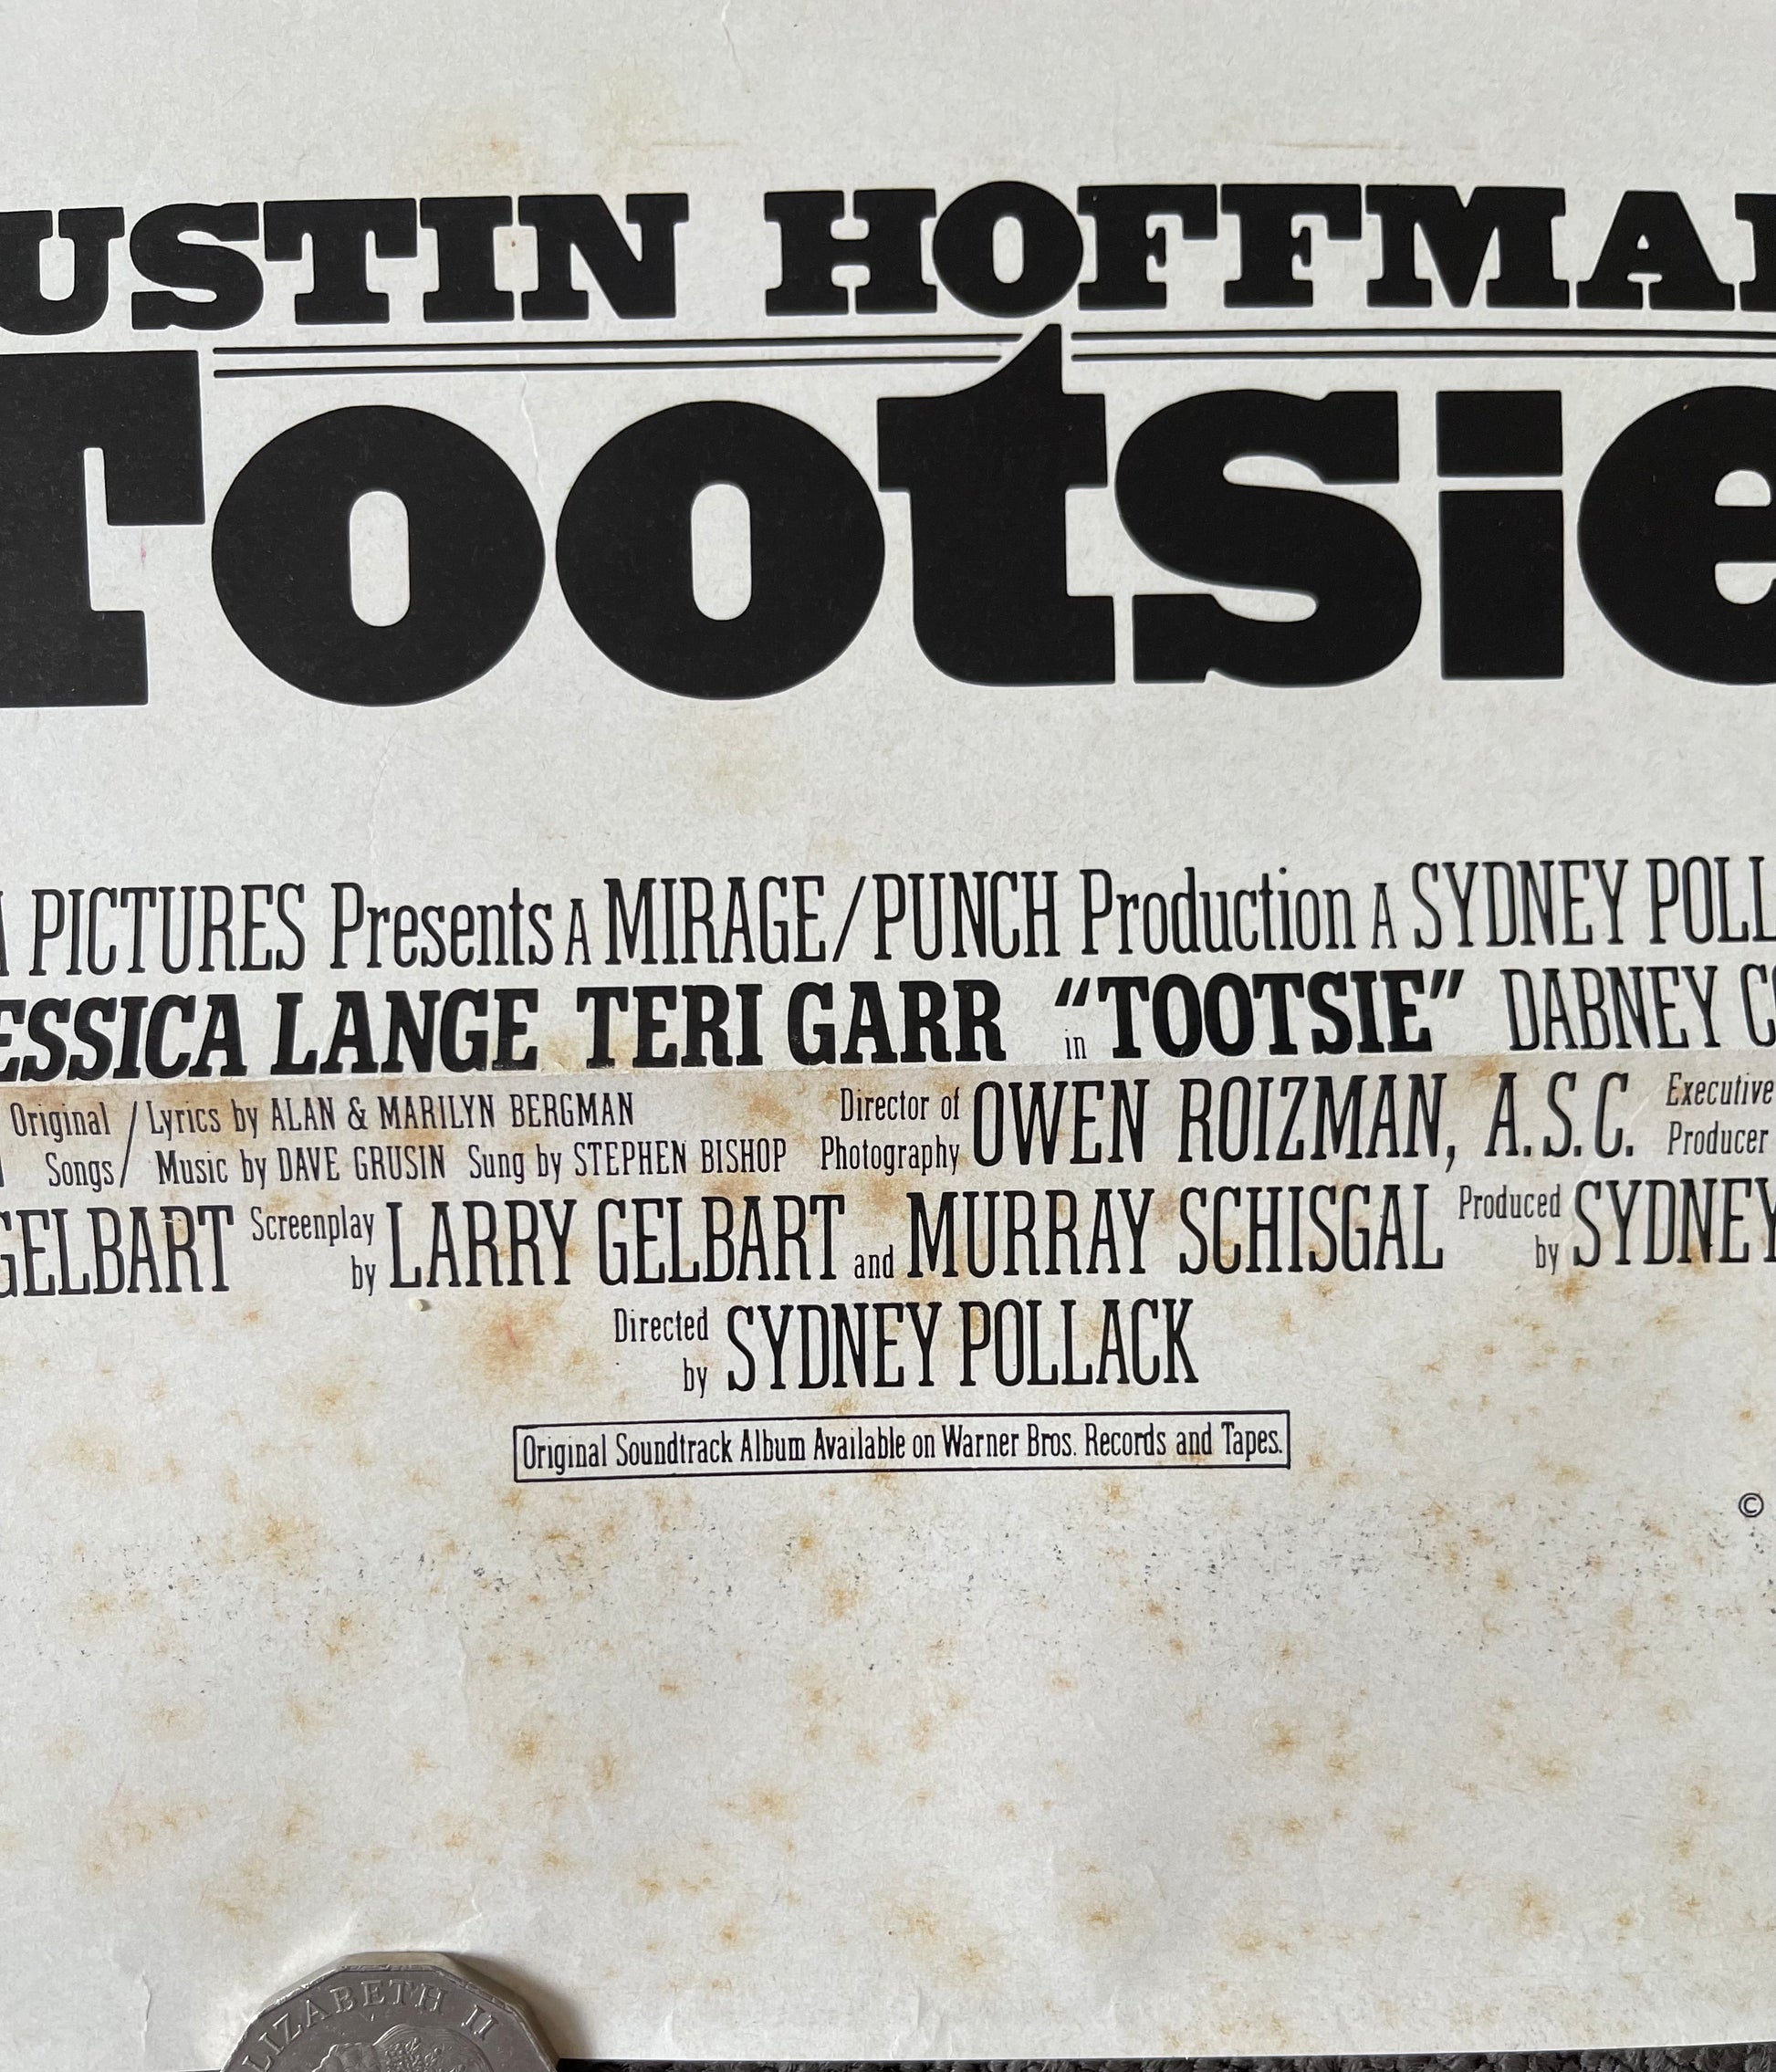 USTIN HOFFMAN
Tootsie
A PICTURES Presents A MIRAGE/PUNCH Production A SYDNEY POLL
ESSICA LANGE TERI GARR in “TOOTSIE” DABNEY CO
Original Songs / Lyrics by ALAN & MARILYN BERGMAN
Music by DAVE GRUSIN Sung by STEPHEN BISHOP
Director of Photography OWEN ROIZMAN, A.S.C. Executive Producer
GELBART Screenplay by LARRY GELBART and MURRAY SCHISGAL Produced by SYDNEY
Directed by SYDNEY POLLACK
Original Soundtrack Album Available on Warner Bros. Records and Tapes.
©
LIZABETH II